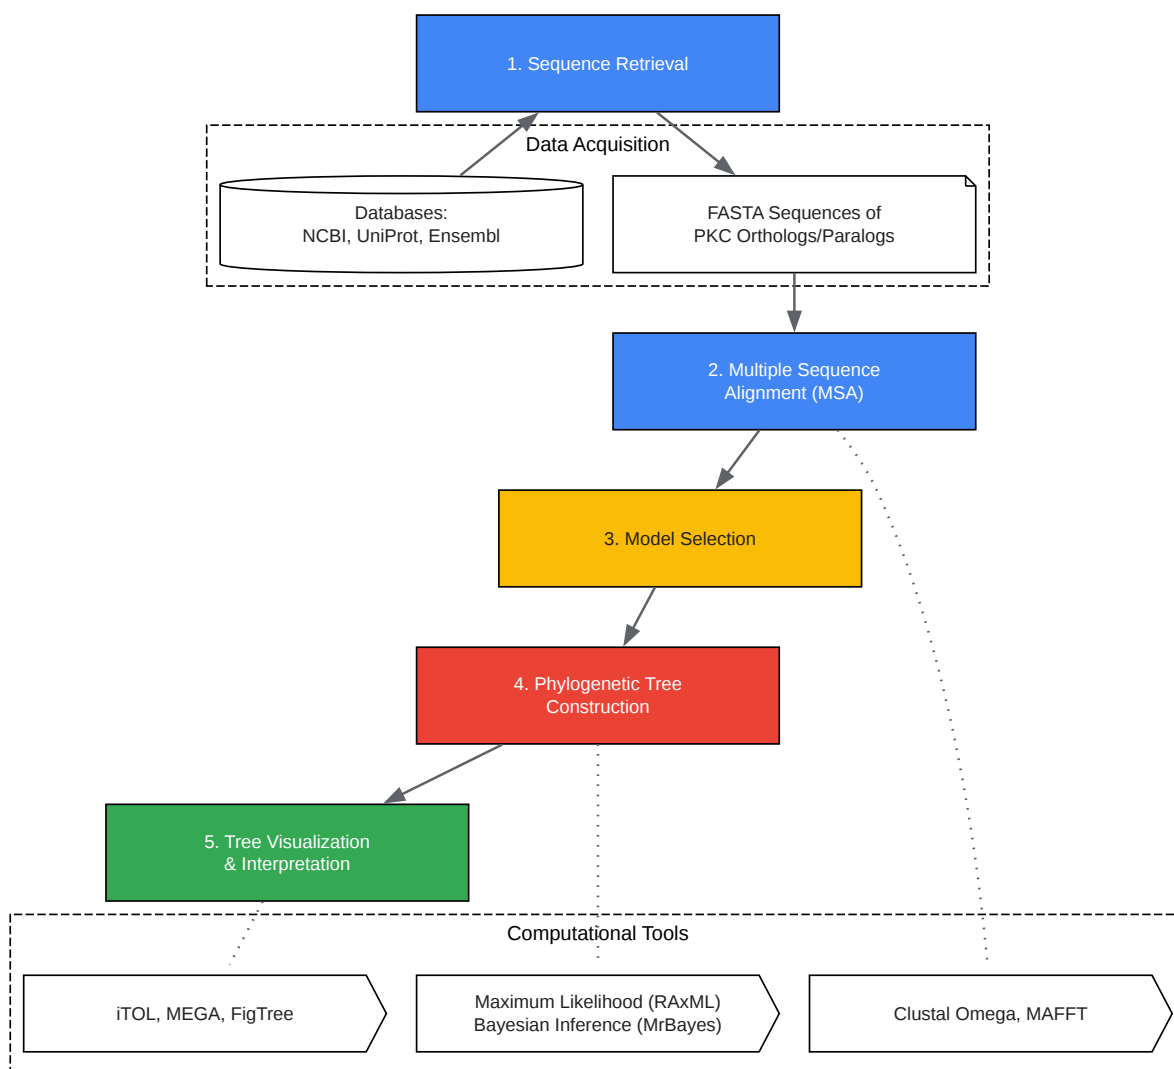 1. Sequence Retrieval
Data Acquisition
Databases:
NCBI, UniProt, Ensembl
FASTA Sequences of
PKC Orthologs/Paralogs
2. Multiple Sequence
Alignment (MSA)
3. Model Selection
4. Phylogenetic Tree
Construction
5. Tree Visualization
& Interpretation
Computational Tools
iTOL, MEGA, FigTree
Maximum Likelihood (RAxML)
Bayesian Inference (MrBayes)
Clustal Omega, MAFFT